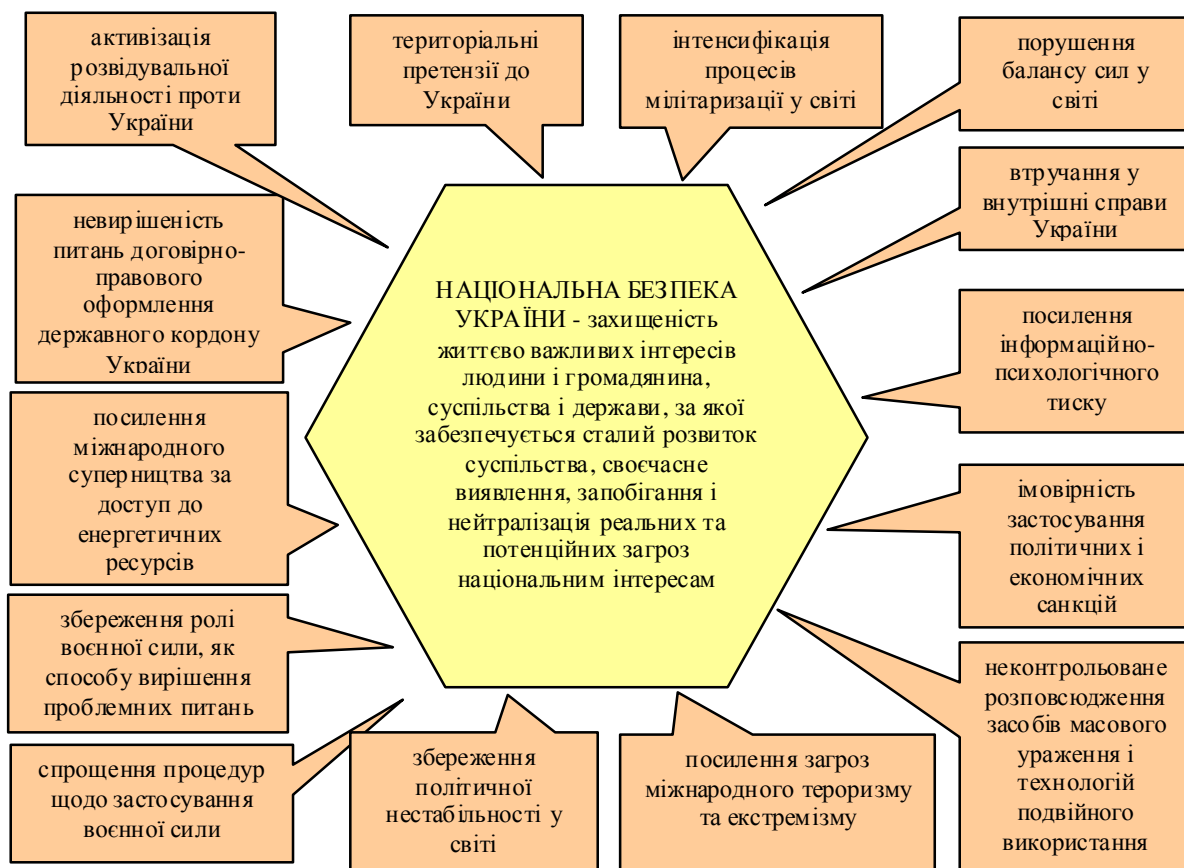 активізація
розвідувальної
діяльності проти
України
територіальні
претензії до
України
інтенсифікація
процесів
мілітаризації у світі
порушення
балансу сил у
світі
втручання у
внутрішні справи
України
невирішеність
питань договірно-
правового
оформлення
державного кордону
України
НАЦІОНАЛЬНА БЕЗПЕКА
УКРАЇНИ - захищеність
життєво важливих інтересів
людини і громадянина,
суспільства і держави, за якої
забезпечується сталий розвиток
суспільства, своєчасне
виявлення, запобігання і
нейтралізація реальних та
потенційних загроз
національним інтересам
посилення
інформаційно-
психологічного
тиску
посилення
міжнародного
суперництва за
доступ до
енергетичних
ресурсів
імовірність
застосування
політичних і
економічних
санкцій
збереження ролі
воєнної сили, як
способу вирішення
проблемних питань
неконтрольоване
розповсюдження
засобів масового
ураження і
технологій
подвійного
використання
спрощення процедур
щодо застосування
воєнної сили
збереження
політичної
нестабільності у
світі
посилення загроз
міжнародного тероризму
та екстремізму